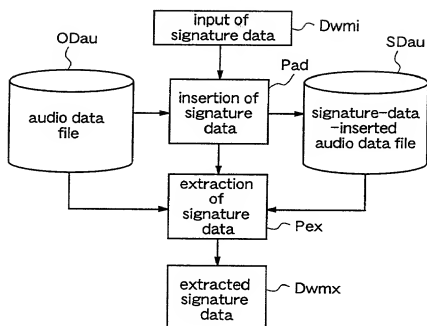 input of
signature data
Dwmi
ODau
SDau
Pad
audio data
file
insertion of
signature
data
signature-data
-inserted
audio data file
extraction
of
signature
data
Pex
extracted
signature
data
Dwmx